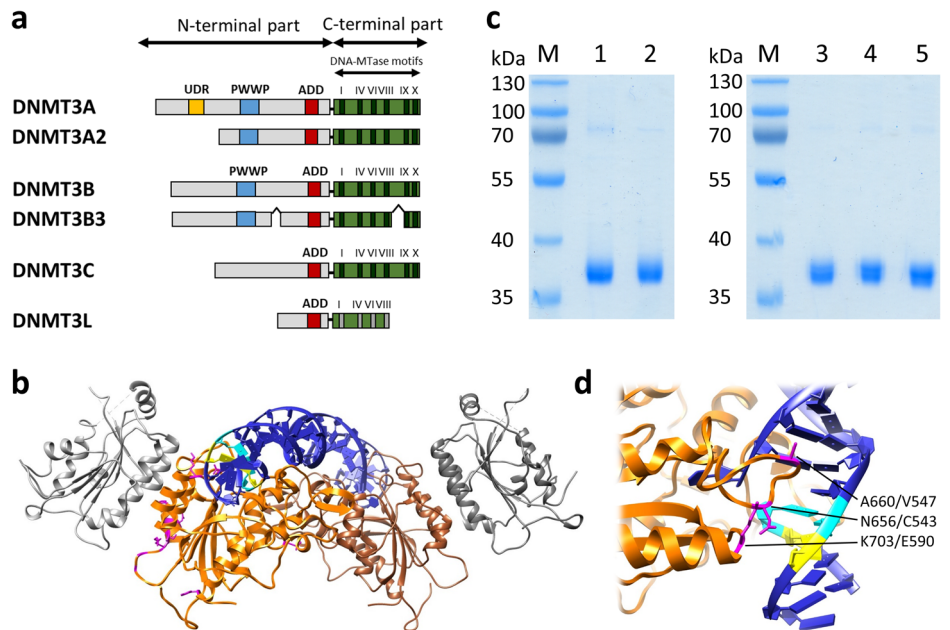 a
N-terminal part
C-terminal part
DNA-MTase motifs
UDR PWWP ADD I IV VI VIII IX X
DNMT3A
DNMT3A2
PWWP ADD I IV VI VIII IX X
DNMT3B
DNMT3B3
ADD I IV VI VIII IX X
DNMT3C
ADD I IV VI VIII
DNMT3L
b
c
kDa M 1 2
130
100
70
55
40
35
kDa M 3 4 5
130
100
70
55
40
35
d
A660/V547
N656/C543
K703/E590